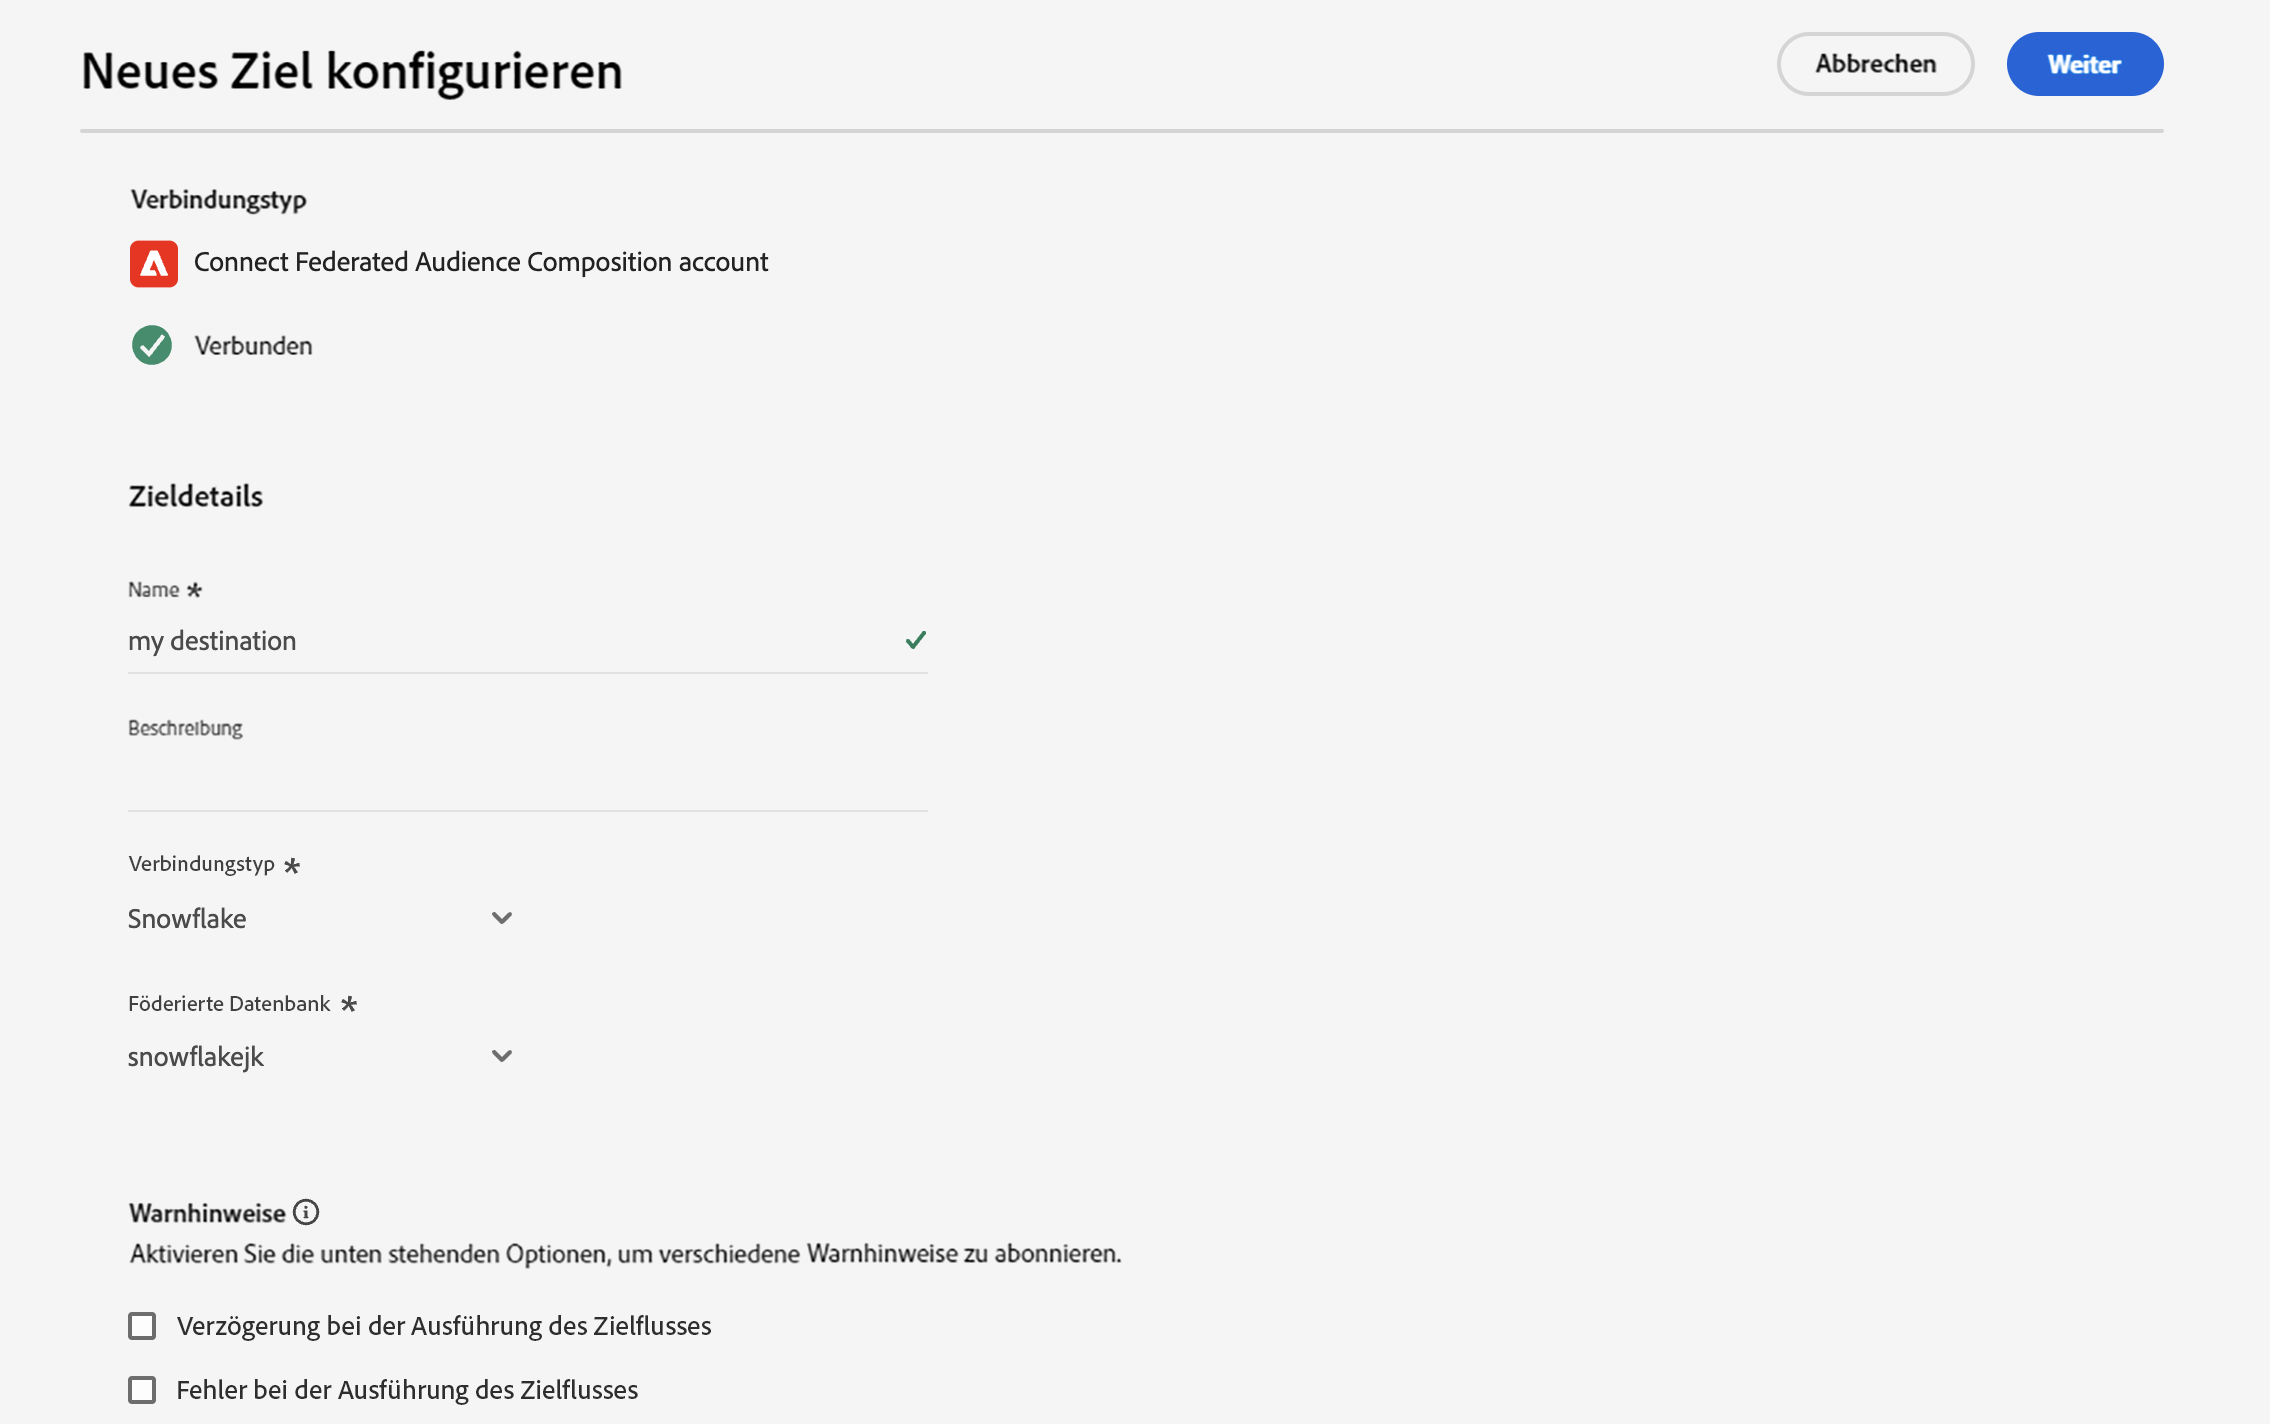 Neues Ziel konfigurieren
Abbrechen
Weiter
Verbindungstyp
Connect Federated Audience Composition account
Verbunden
Zieldetails
Name *
my destination
Beschreibung
Verbindungstyp *
Snowflake
Föderierte Datenbank *
snowflakejk
Warnhinweise
Aktivieren Sie die unten stehenden Optionen, um verschiedene Warnhinweise zu abonnieren.
Verzögerung bei der Ausführung des Zielflusses
Fehler bei der Ausführung des Zielflusses